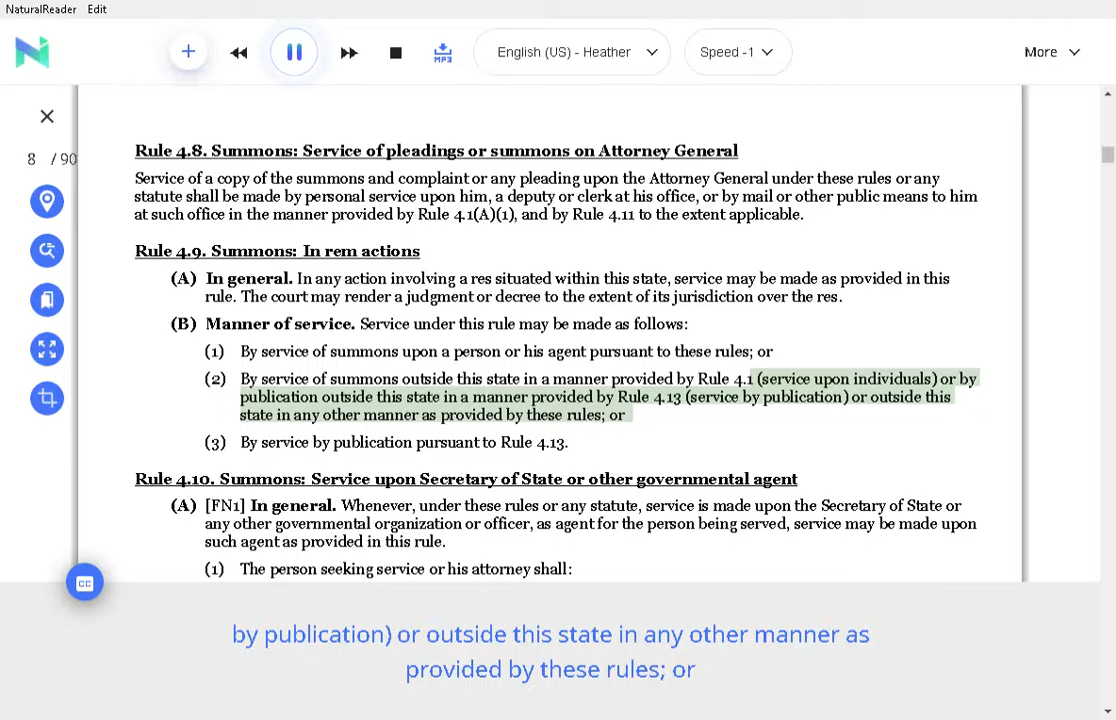 NaturalReader Edit
MP3 English (US) - Heather Speed -1 More
8 / 90
Rule 4.8. Summons: Service of pleadings or summons on Attorney General
Service of a copy of the summons and complaint or any pleading upon the Attorney General under these rules or any
statute shall be made by personal service upon him, a deputy or clerk at his office, or by mail or other public means to him
at such office in the manner provided by Rule 4.1(A)(1), and by Rule 4.11 to the extent applicable.
Rule 4.9. Summons: In rem actions
(A) In general. In any action involving a res situated within this state, service may be made as provided in this
rule. The court may render a judgment or decree to the extent of its jurisdiction over the res.
(B) Manner of service. Service under this rule may be made as follows:
(1) By service of summons upon a person or his agent pursuant to these rules; or
(2) By service of summons outside this state in a manner provided by Rule 4.1 (service upon individuals) or by
publication outside this state in a manner provided by Rule 4.13 (service by publication) or outside this
state in any other manner as provided by these rules; or
(3) By service by publication pursuant to Rule 4.13.
Rule 4.10. Summons: Service upon Secretary of State or other governmental agent
(A) [FN1] In general. Whenever, under these rules or any statute, service is made upon the Secretary of State or
any other governmental organization or officer, as agent for the person being served, service may be made upon
such agent as provided in this rule.
(1) The person seeking service or his attorney shall:
CC
by publication) or outside this state in any other manner as
provided by these rules; or